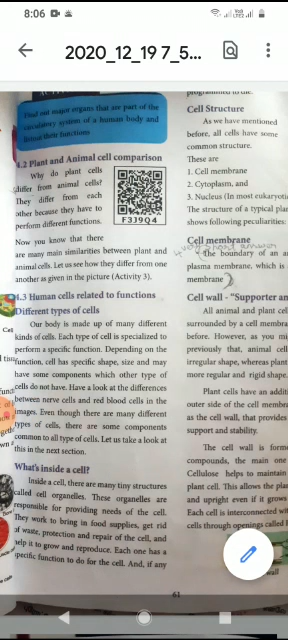 8:06
2020_12_19 7_5...
Find out major organs that are part of the
circulatory system of a human body and
their functions
4.2 Plant and Animal cell comparison
Why do plant cells
differ from animal cells?
They differ from each
other because they have to
perform different functions.
F3J9Q4
Now you know that there
are many main similarities between plant and
animal cells. Let us see how they differ from one
another as given in the picture (Activity 3).
4.3 Human cells related to functions
Different types of cells
Our body is made up of many different
kinds of cells. Each type of cell is specialized to
perform a specific function. Depending on the
function, cell has specific shape, size and may
have some components which other type of
cells do not have. Have a look at the differences
between nerve cells and red blood cells in the
images. Even though there are many different
types of cells, there are some components
common to all type of cells. Let us take a look at
this in the next section.
What's inside a cell?
Inside a cell, there are many tiny structures
called cell organelles. These organelles are
responsible for providing needs of the cell.
They work to bring in food supplies, get rid
of waste, protection and repair of the cell, and
help it to grow and reproduce. Each one has a
specific function to do for the cell. And, if any
Cell Structure
As we have mentioned
before, all cells have some
common structure.
These are
1. Cell membrane
2. Cytoplasm, and
3. Nucleus (In most eukaryoti
The structure of a typical plan
shows following peculiarities:
Cell membrane
The boundary of an an
plasma membrane, which is
membrane
Cell wall - "Supporter an
All animal and plant cel
surrounded by a cell membra
before. However, as you mi
previously that, animal cell
irregular shape, whereas plant
more regular and rigid shape.
Plant cells have an additi
outer side of the cell membra
as the cell wall, that provides
support and stability.
The cell wall is forme
compounds, the main one
Cellulose helps to maintain
plant cell. This allows the plan
and upright even if it grows
Each cell is interconnected wit
cells through openings called
wall
61